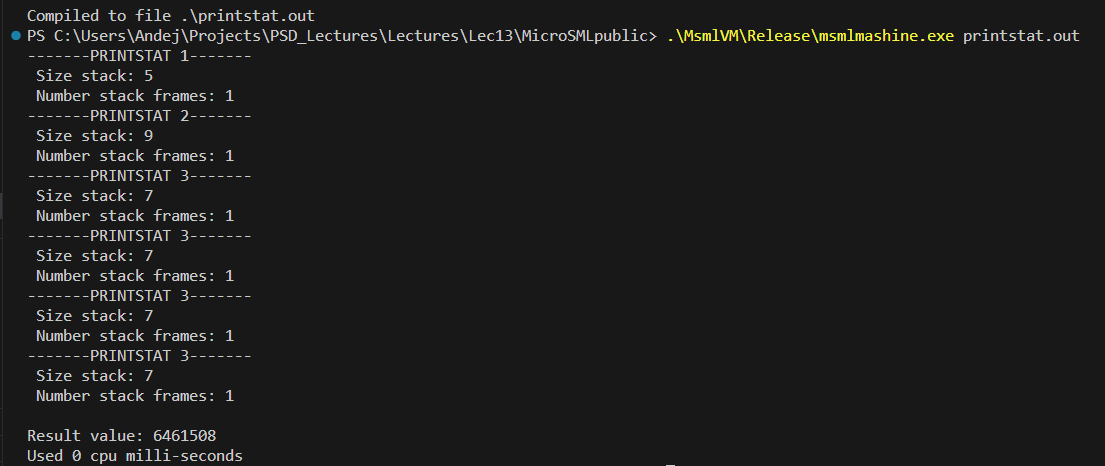 Compiled to file .\printstat.out
PS C:\Users\Andej\Projects\PSD_Lectures\Lectures\Lec13\MicroSMLpublic> .\MsmlVM\Release\msmlmashine.exe printstat.out
-------PRINTSTAT 1-------
Size stack: 5
Number stack frames: 1
-------PRINTSTAT 2-------
Size stack: 9
Number stack frames: 1
-------PRINTSTAT 3-------
Size stack: 7
Number stack frames: 1
-------PRINTSTAT 3-------
Size stack: 7
Number stack frames: 1
-------PRINTSTAT 3-------
Size stack: 7
Number stack frames: 1
-------PRINTSTAT 3-------
Size stack: 7
Number stack frames: 1
Result value: 6461508
Used 0 cpu milli-seconds